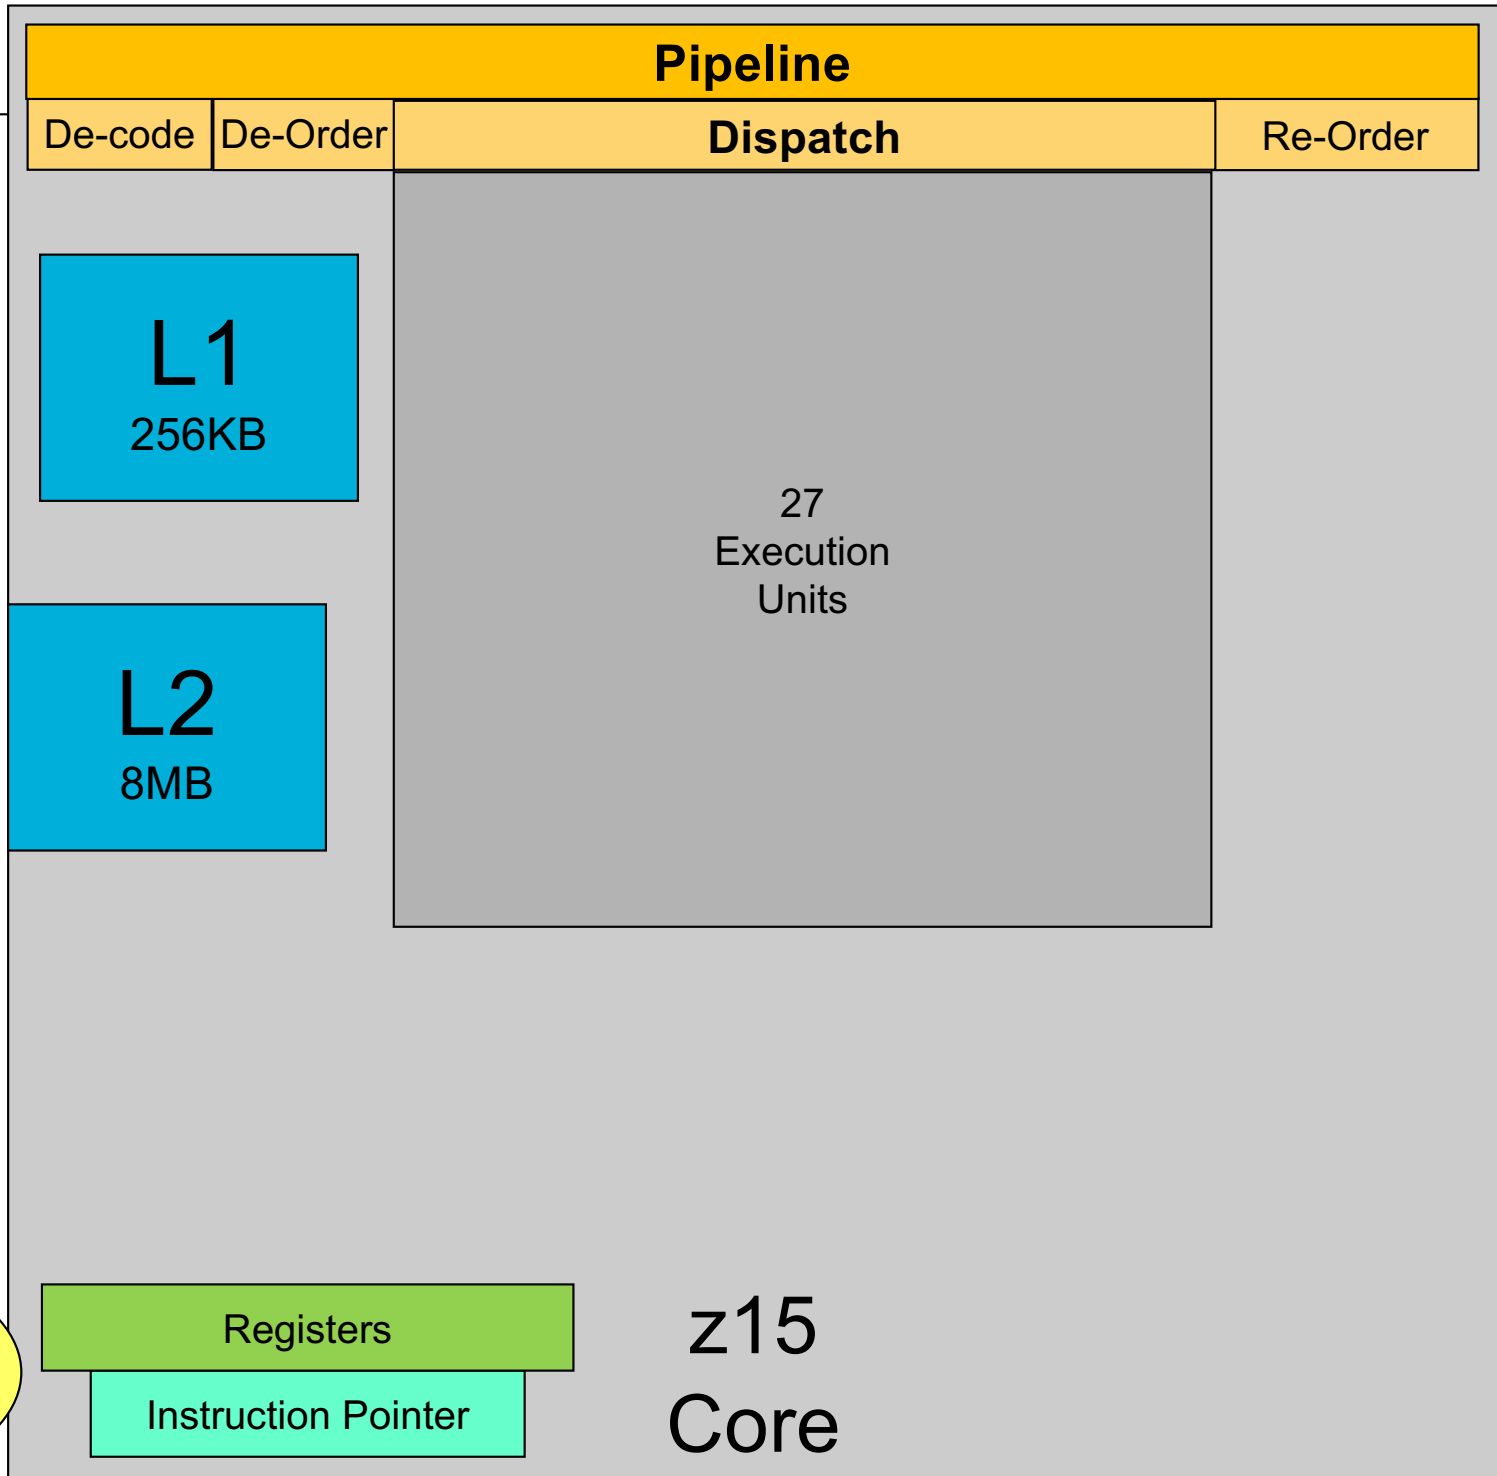 Pipeline
De-code De-Order Dispatch Re-Order
L1
256KB
27
Execution
Units
L2
8MB
Registers
Instruction Pointer
z15
Core